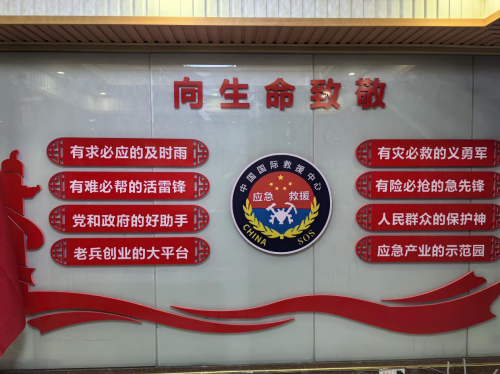 向生命致敬
有求必应的及时雨
有难必帮的活雷锋
党和政府的好助手
老兵创业的大平台
中国国际救援中心
应急 救援
CHINA SOS
有灾必救的义勇军
有险必抢的急先锋
人民群众的保护神
应急产业的示范园